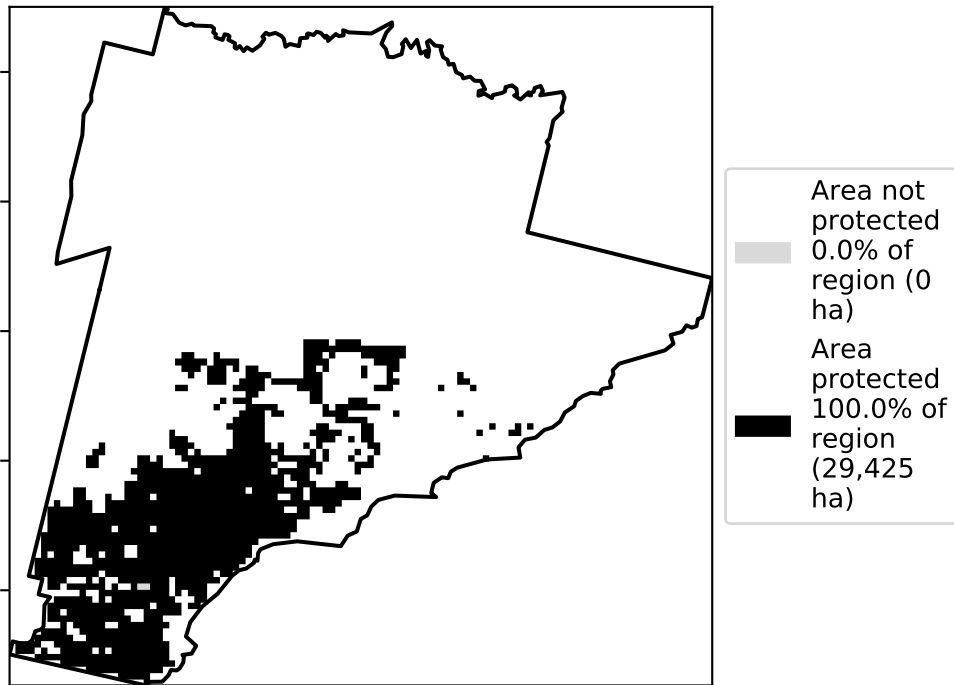 Area not
protected
0.0% of
region (0
ha)
Area
protected
100.0% of
region
(29,425
ha)